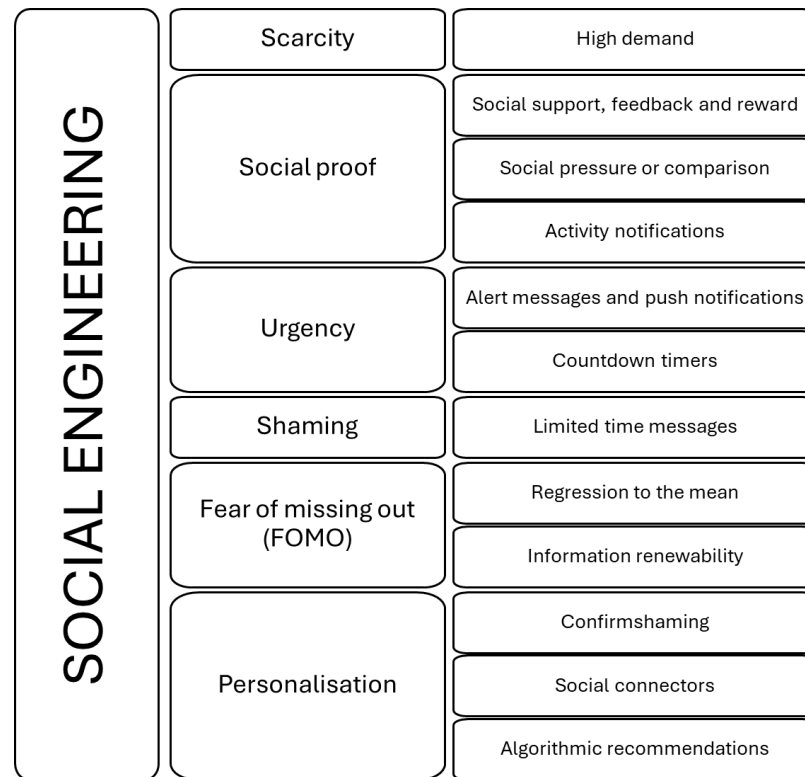 SOCIAL ENGINEERING
Scarcity
High demand
Social proof
Social support, feedback and reward
Social pressure or comparison
Activity notifications
Urgency
Alert messages and push notifications
Countdown timers
Shaming
Limited time messages
Fear of missing out
(FOMO)
Regression to the mean
Information renewability
Personalisation
Confirmshaming
Social connectors
Algorithmic recommendations